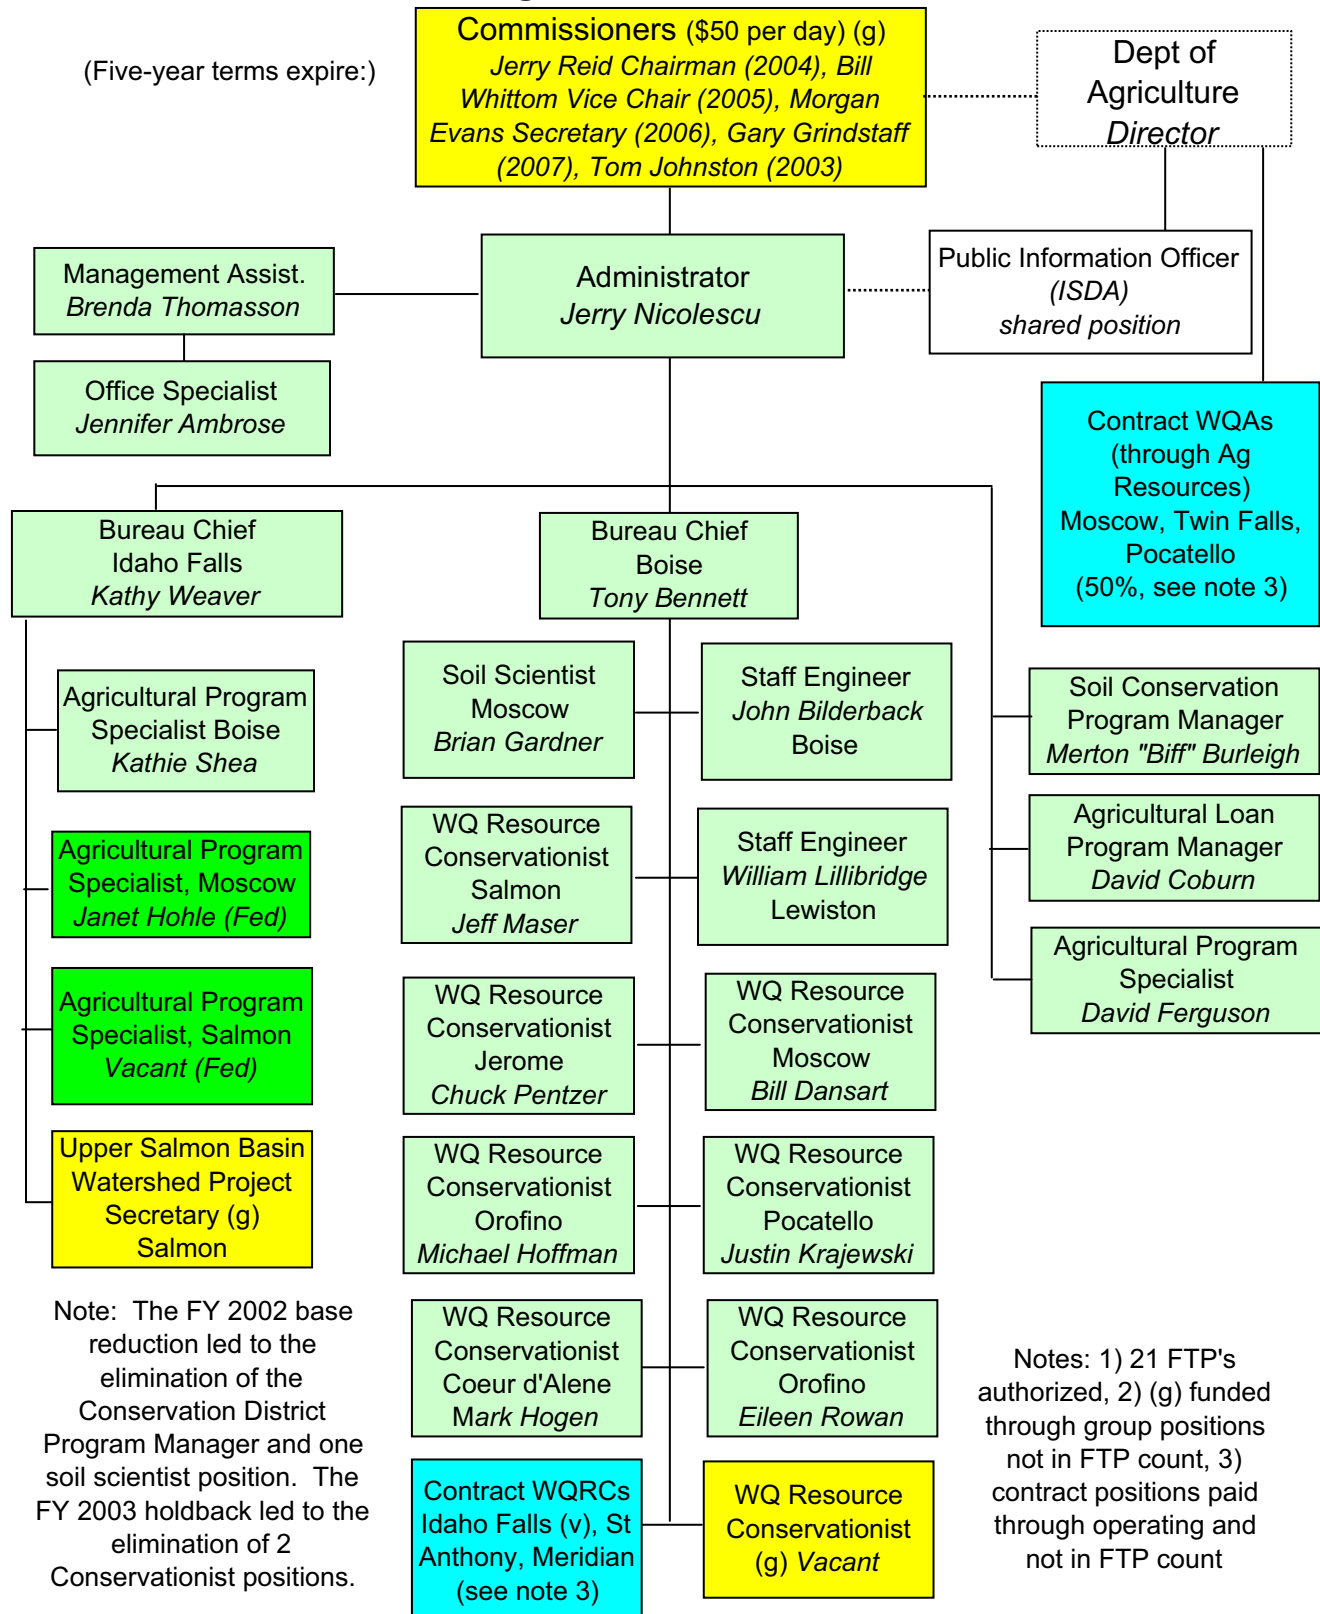 Commissioners ($50 per day) (g)
Jerry Reid Chairman (2004), Bill
Whittom Vice Chair (2005), Morgan
Evans Secretary (2006), Gary Grindstaff
(2007), Tom Johnston (2003)
(Five-year terms expire:)
Dept of
Agriculture
Director
Management Assist.
Brenda Thomasson
Administrator
Jerry Nicolescu
Public Information Officer
(ISDA)
shared position
Office Specialist
Jennifer Ambrose
Contract WQAs
(through Ag
Resources)
Moscow, Twin Falls,
Pocatello
(50%, see note 3)
Bureau Chief
Idaho Falls
Kathy Weaver
Bureau Chief
Boise
Tony Bennett
Agricultural Program
Specialist Boise
Kathie Shea
Agricultural Program
Specialist, Moscow
Janet Hohle (Fed)
Agricultural Program
Specialist, Salmon
Vacant (Fed)
Upper Salmon Basin
Watershed Project
Secretary (g)
Salmon
Soil Scientist
Moscow
Brian Gardner
Staff Engineer
John Bilderback
Boise
WQ Resource
Conservationist
Salmon
Jeff Maser
Staff Engineer
William Lillibridge
Lewiston
WQ Resource
Conservationist
Jerome
Chuck Pentzer
WQ Resource
Conservationist
Moscow
Bill Dansart
WQ Resource
Conservationist
Orofino
Michael Hoffman
WQ Resource
Conservationist
Pocatello
Justin Krajewski
WQ Resource
Conservationist
Coeur d'Alene
Mark Hogen
WQ Resource
Conservationist
Orofino
Eileen Rowan
Contract WQRCs
Idaho Falls (v), St
Anthony, Meridian
(see note 3)
WQ Resource
Conservationist
(g) Vacant
Soil Conservation
Program Manager
Merton "Biff" Burleigh
Agricultural Loan
Program Manager
David Coburn
Agricultural Program
Specialist
David Ferguson
Note:  The FY 2002 base
reduction led to the
elimination of the
Conservation District
Program Manager and one
soil scientist position.  The
FY 2003 holdback led to the
elimination of 2
Conservationist positions.
Notes: 1) 21 FTP's
authorized, 2) (g) funded
through group positions
not in FTP count, 3)
contract positions paid
through operating and
not in FTP count